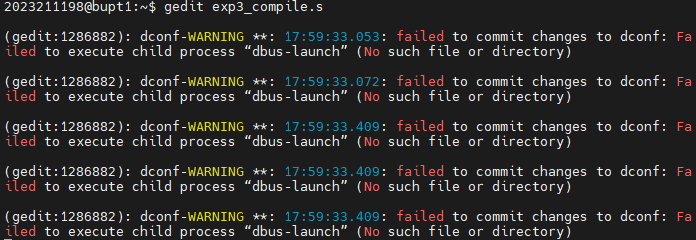 2023211198@bupt1:~$ gedit exp3_compile.s
(gedit:1286882): dconf-WARNING **: 17:59:33.053: failed to commit changes to dconf: Fa
iled to execute child process “dbus-launch” (No such file or directory)
(gedit:1286882): dconf-WARNING **: 17:59:33.072: failed to commit changes to dconf: Fa
iled to execute child process “dbus-launch” (No such file or directory)
(gedit:1286882): dconf-WARNING **: 17:59:33.409: failed to commit changes to dconf: Fa
iled to execute child process “dbus-launch” (No such file or directory)
(gedit:1286882): dconf-WARNING **: 17:59:33.409: failed to commit changes to dconf: Fa
iled to execute child process “dbus-launch” (No such file or directory)
(gedit:1286882): dconf-WARNING **: 17:59:33.409: failed to commit changes to dconf: Fa
iled to execute child process “dbus-launch” (No such file or directory)